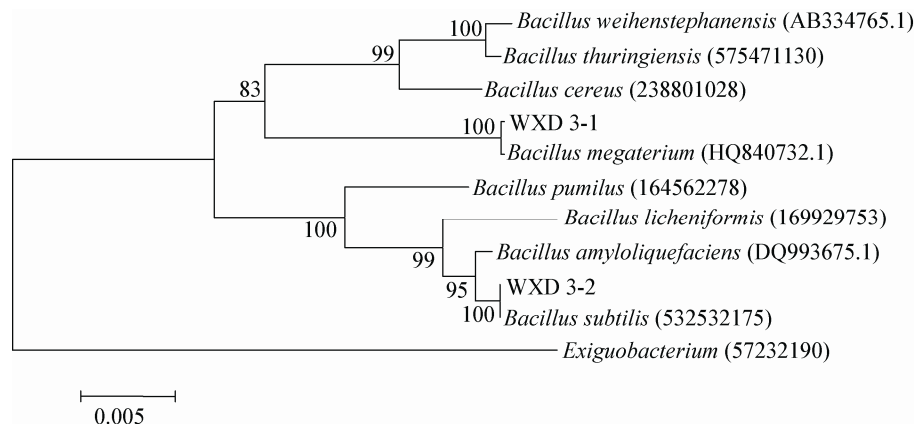 Bacillus weihenstephanensis (AB334765.1)
100
Bacillus thuringiensis (575471130)
99
Bacillus cereus (238801028)
83
WXD 3-1
100
Bacillus megaterium (HQ840732.1)
Bacillus pumilus (164562278)
100
Bacillus licheniformis (169929753)
Bacillus amyloliquefaciens (DQ993675.1)
99
WXD 3-2
95
100
Bacillus subtilis (532532175)
Exiguobacterium (57232190)
0.005